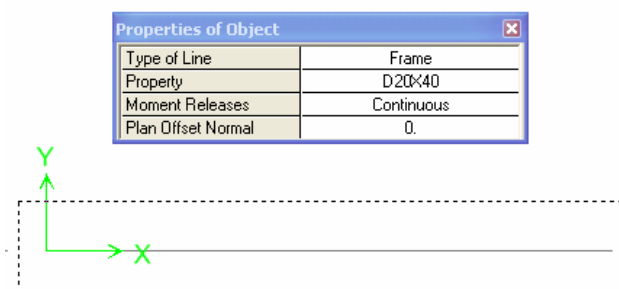 Properties of Object
Type of Line Frame
Property D20X40
Moment Releases Continuous
Plan Offset Normal 0.
Y
X